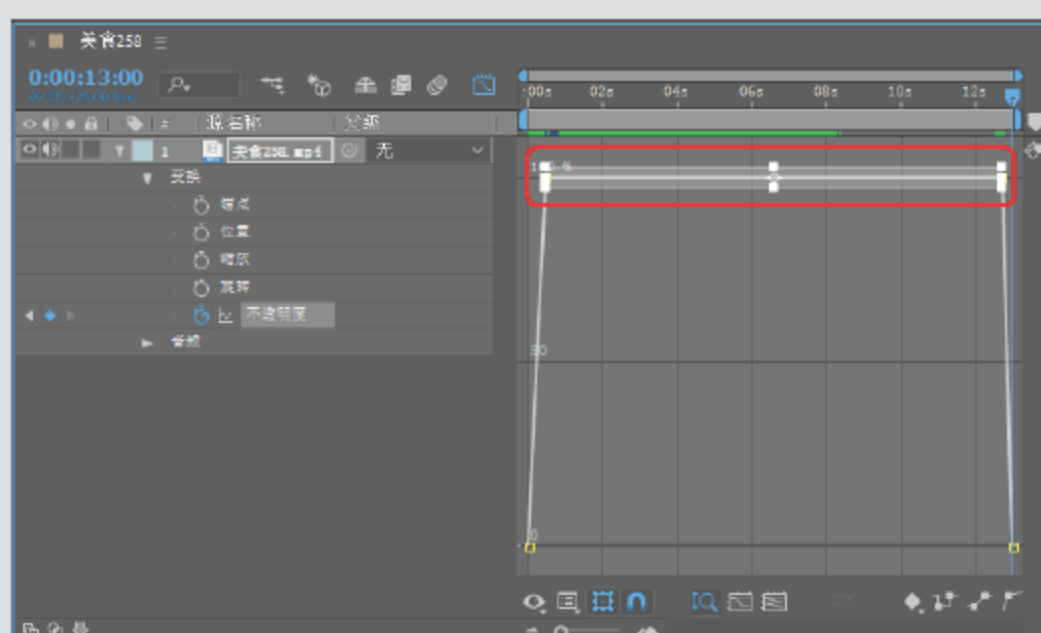 美食258
0:00:13:00
:00s 02s 04s 06s 08s 10s 12s
# 源名称 父级
1 美食258.mp4 无
变换
锚点
位置
缩放
旋转
不透明度
音频
50
0